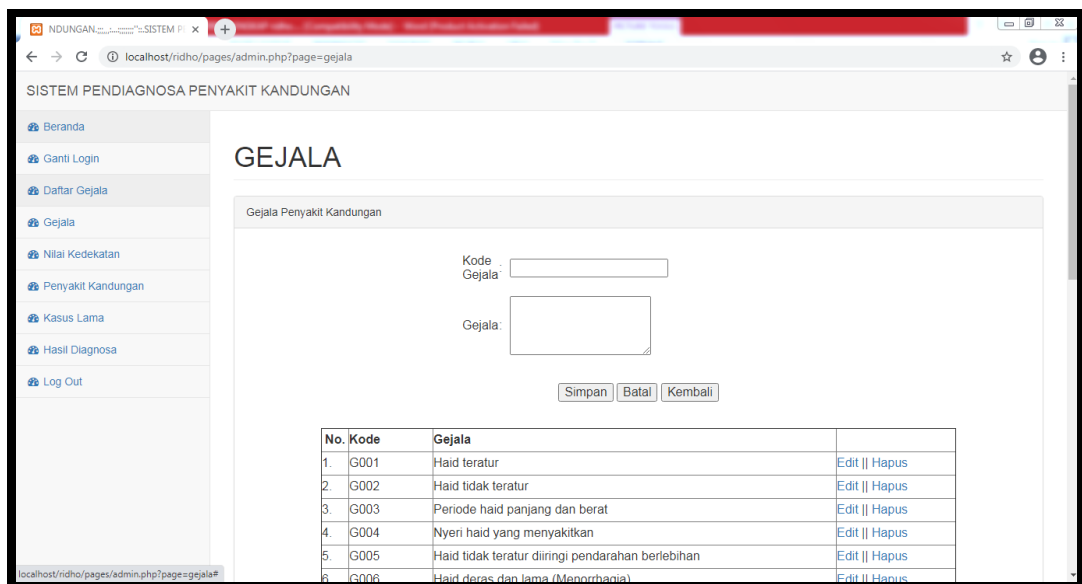 NDUNGAN.:::,,:...:::::::"::.SISTEM P
localhost/ridho/pages/admin.php?page=gejala
SISTEM PENDIAGNOSA PENYAKIT KANDUNGAN
Beranda
Ganti Login
Daftar Gejala
Gejala
Nilai Kedekatan
Penyakit Kandungan
Kasus Lama
Hasil Diagnosa
Log Out
GEJALA
Gejala Penyakit Kandungan
Kode Gejala :
Gejala:
Simpan Batal Kembali
No. Kode Gejala
1. G001 Haid teratur Edit || Hapus
2. G002 Haid tidak teratur Edit || Hapus
3. G003 Periode haid panjang dan berat Edit || Hapus
4. G004 Nyeri haid yang menyakitkan Edit || Hapus
5. G005 Haid tidak teratur diiringi pendarahan berlebihan Edit || Hapus
6. G006 Haid deras dan lama (Menorrhagia) Edit || Hapus
localhost/ridho/pages/admin.php?page=gejala#